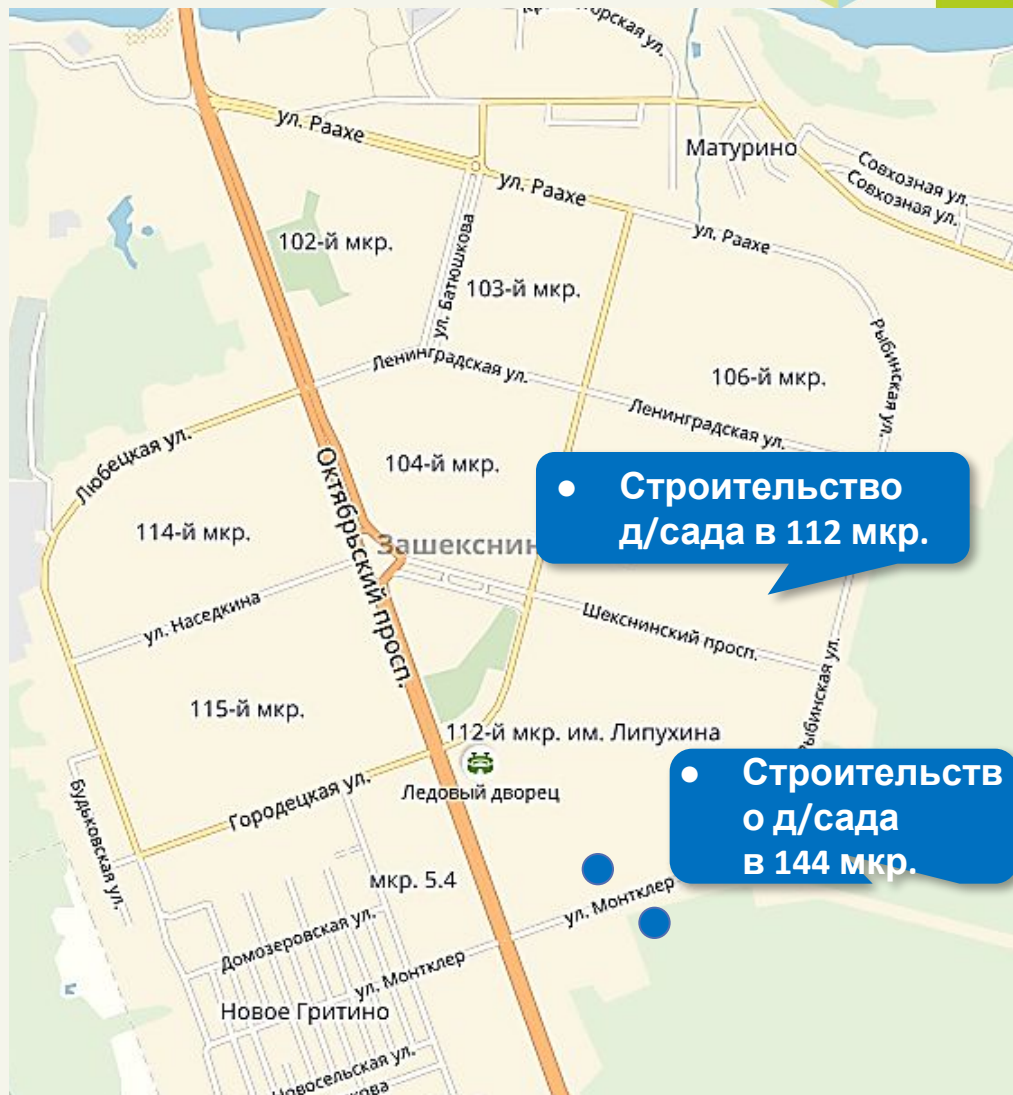 ул. Раахе
ул. Раахе
ул. Раахе
Матурино
Совхозная ул.
Совхозная ул.
102-й мкр.
ул. Батюшкова
103-й мкр.
Рыбинская ул.
Ленинградская ул.
106-й мкр.
Ленинградская ул.
Любецкая ул.
104-й мкр.
Октябрьский просп.
• Строительство
д/сада в 112 мкр.
114-й мкр.
Зашекснин
ул. Наседкина
Шекснинский просп.
115-й мкр.
112-й мкр. им. Липухина
Рыбинская ул.
• Строительств
о д/сада
в 144 мкр.
Ледовый дворец
Городецкая ул.
Будьковская ул.
мкр. 5.4
ул. Монтклер
Домозеровская ул.
ул. Монтклер
Новое Гритино
Новосельская ул.